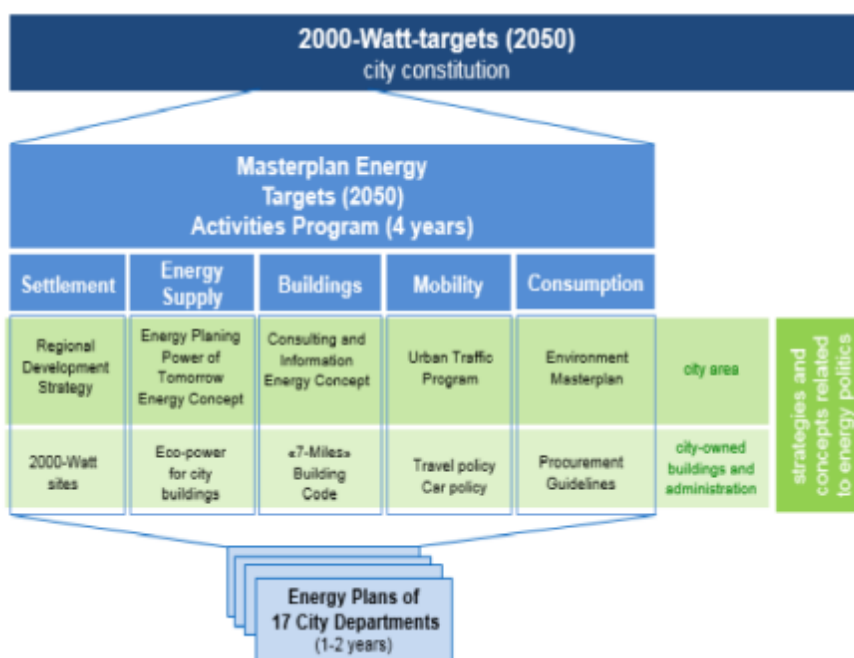 2000-Watt-targets (2050)
city constitution
Masterplan Energy
Targets (2050)
Activities Program (4 years)
Settlement
Energy
Supply
Buildings
Mobility
Consumption
Regional
Development
Strategy
Energy Planing
Power of
Tomorrow
Energy Concept
Consulting and
Information
Energy Concept
Urban Traffic
Program
Environment
Masterplan
city area
2000-Watt
sites
Eco-power
for city
buildings
«7-Miles»
Building
Code
Travel policy
Car policy
Procurement
Guidelines
city-owned
buildings and
administration
strategies and
concepts related
to energy politics
Energy Plans of
17 City Departments
(1-2 years)